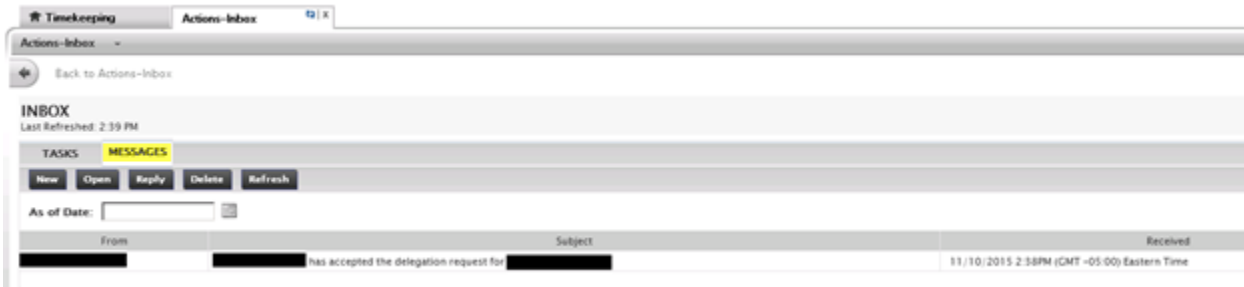 Timekeeping Actions-Inbox X
Actions-Inbox
Back to Actions-Inbox
INBOX
Last Refreshed: 2:39 PM
TASKS MESSAGES
New Open Reply Delete Refresh
As of Date:
From Subject Received
has accepted the delegation request for 11/10/2015 2:38PM (GMT -05:00) Eastern Time